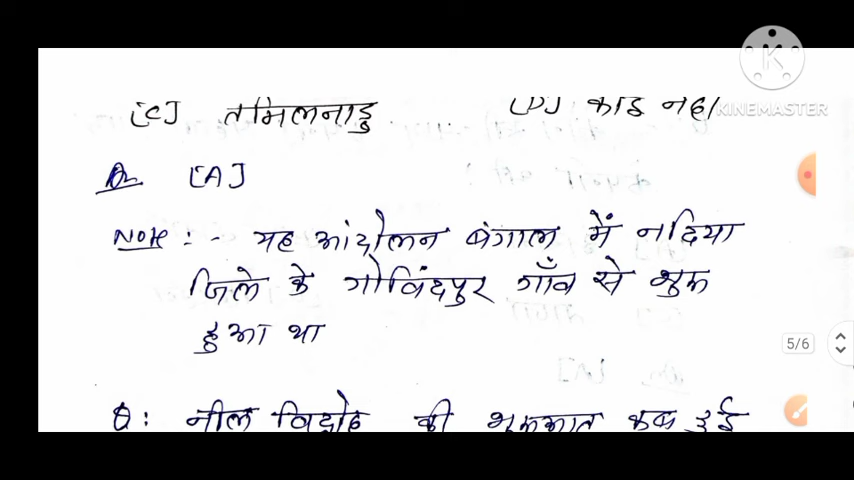 [C] तमिलनाडु [D] कोई नहीं
KINEMASTER
Ans [A]
Note :- यह आंदोलन बंगाल में नदिया
जिले के गोविंदपुर गाँव से शुरू
हुआ था
5/6
Q: नील विद्रोह की शुरुआत कब हुई